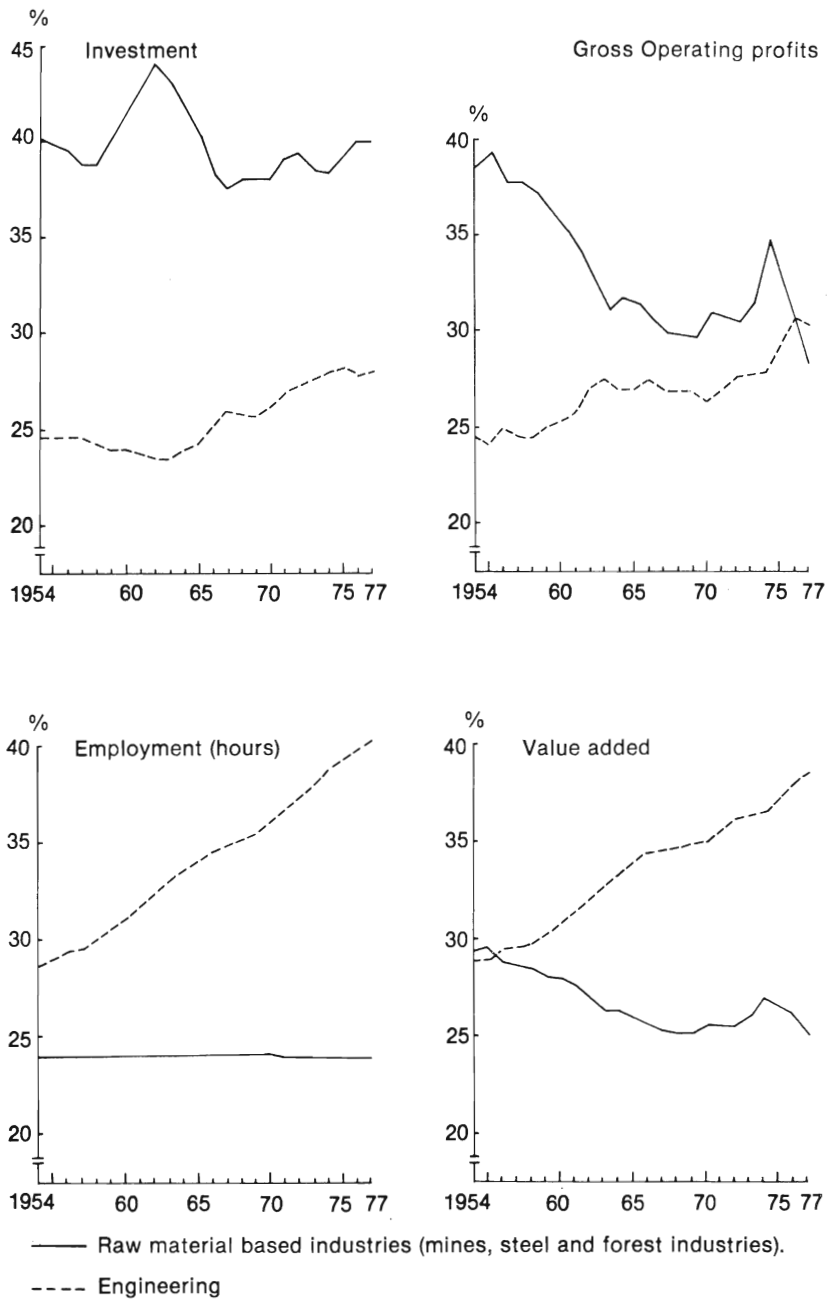 %
45
Investment
40
35
30
25
20
1954 60 65 70 75 77
Gross Operating profits
%
40
35
30
25
20
1954 60 65 70 75 77
%
40
Employment (hours)
35
30
25
20
1954 60 65 70 75 77
%
40
Value added
35
30
25
20
1954 60 65 70 75 77
Raw material based industries (mines, steel and forest industries).
Engineering